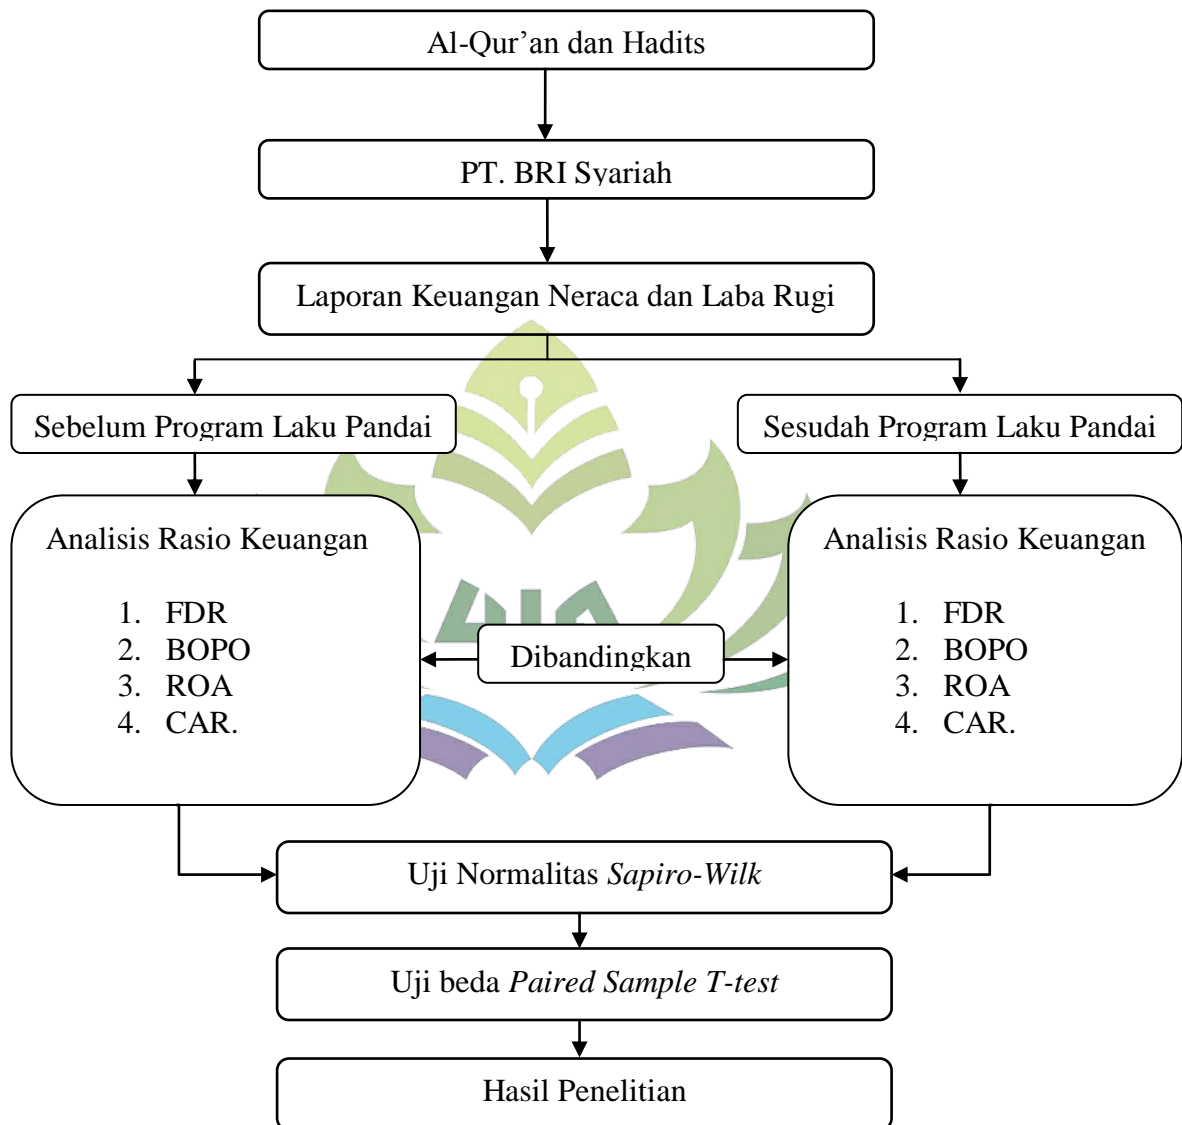 Al-Qur’an dan Hadits
PT. BRI Syariah
Laporan Keuangan Neraca dan Laba Rugi
Sebelum Program Laku Pandai
Sesudah Program Laku Pandai
Analisis Rasio Keuangan
1. FDR
2. BOPO
3. ROA
4. CAR.
Dibandingkan
Analisis Rasio Keuangan
1. FDR
2. BOPO
3. ROA
4. CAR.
Uji Normalitas Sapiro-Wilk
Uji beda Paired Sample T-test
Hasil Penelitian